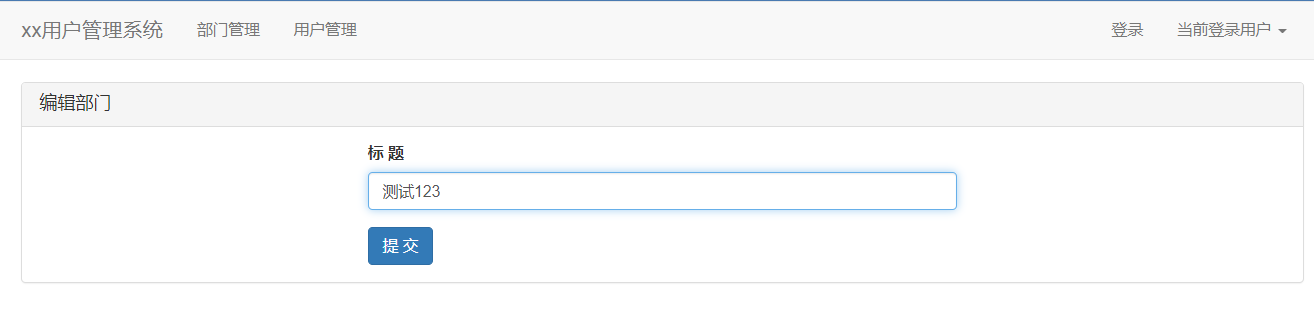 xx用户管理系统 部门管理 用户管理 登录 当前登录用户
编辑部门
标 题
测试123
提 交